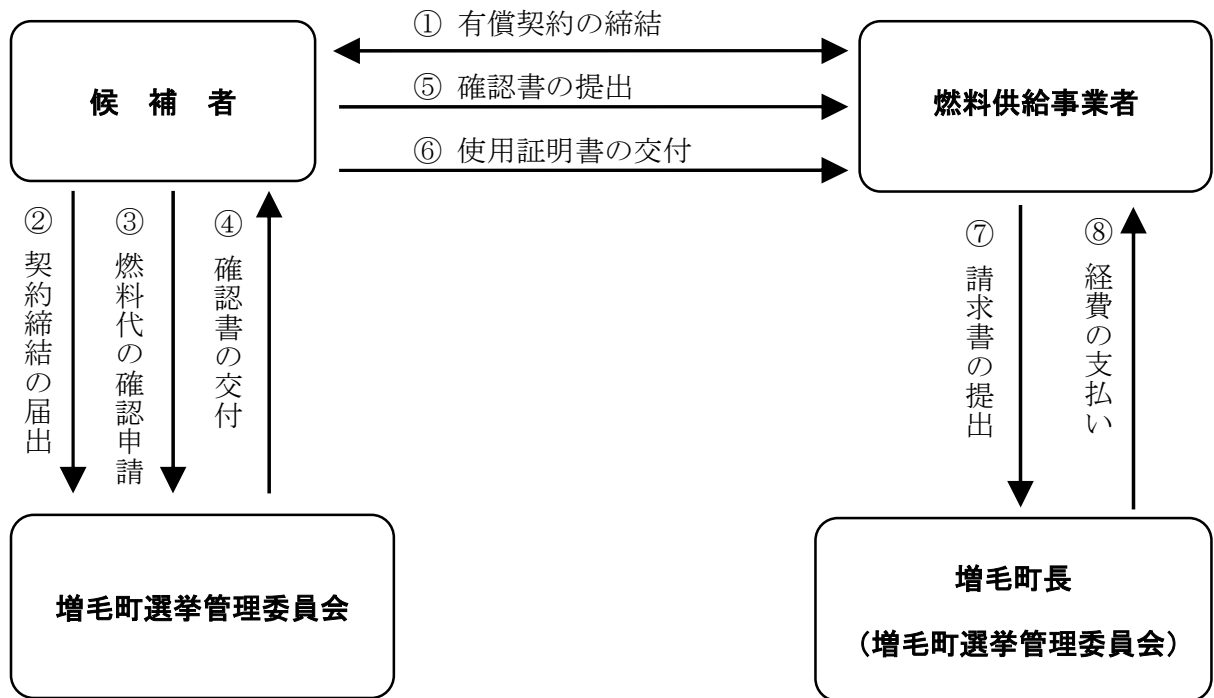 ① 有償契約の締結
候　補　者
⑤ 確認書の提出
燃料供給事業者
⑥ 使用証明書の交付
② 契約締結の届出
③ 燃料代の確認申請
④ 確認書の交付
⑦ 請求書の提出
⑧ 経費の支払い
増毛町選挙管理委員会
増毛町長
（増毛町選挙管理委員会）